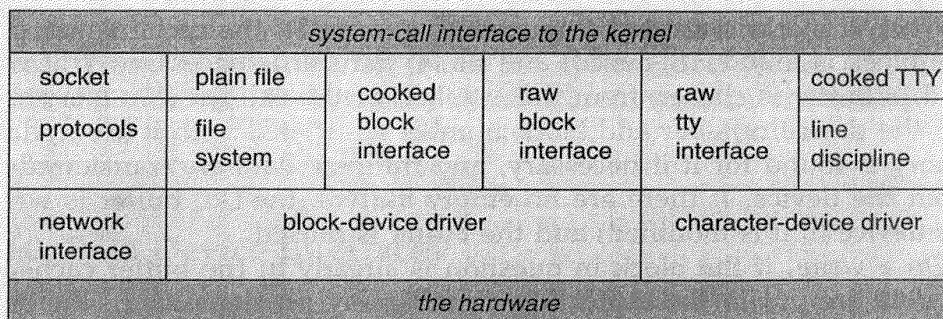 system-call interface to the kernel
socket
plain file
cooked
block
interface
raw
block
interface
raw
tty
interface
cooked TTY
protocols
file
system
line
discipline
network
interface
block-device driver
character-device driver
the hardware